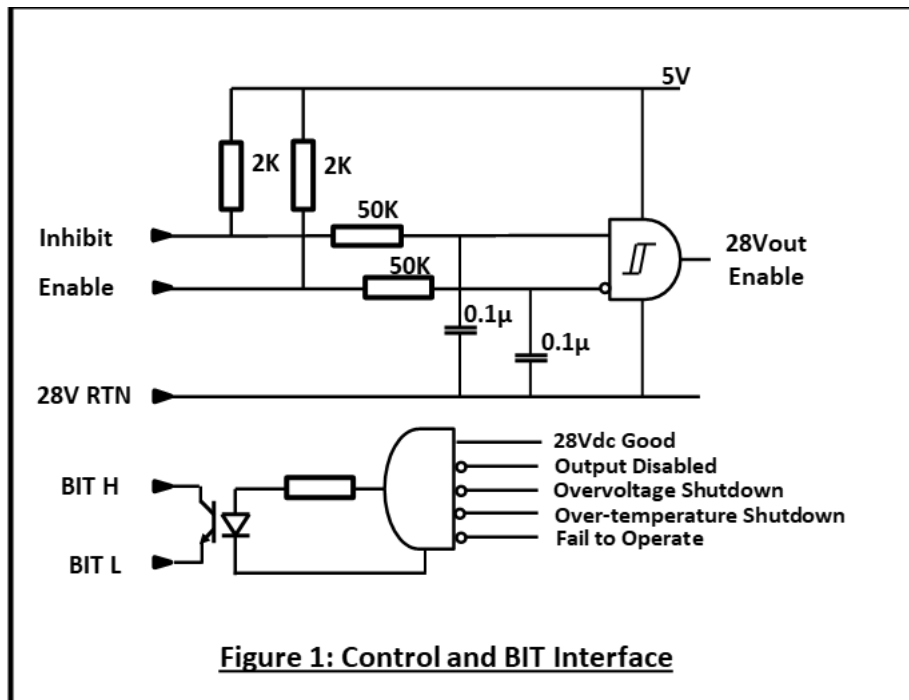 5V
2K
2K
50K
Inhibit
28Vout
Enable
Enable
50K
0.1µ
0.1µ
28V RTN
28Vdc Good
Output Disabled
Overvoltage Shutdown
Over-temperature Shutdown
Fail to Operate
BIT H
BIT L
Figure 1: Control and BIT Interface